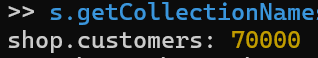 >> s.getCollectionNames
shop.customers: 70000